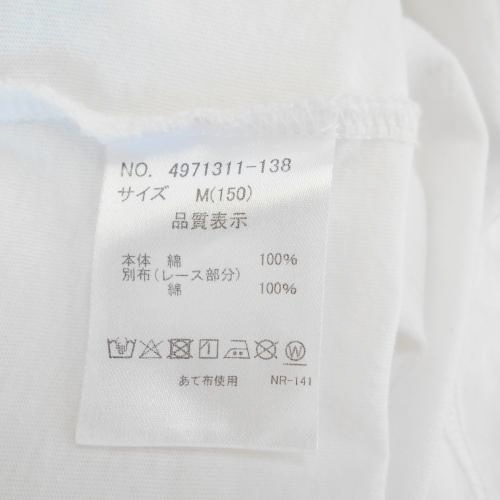 NO. 4971311-138
サイズ M(150)
品質表示
本体 綿 100%
別布(レース部分)
綿 100%
あて布使用 NR-141